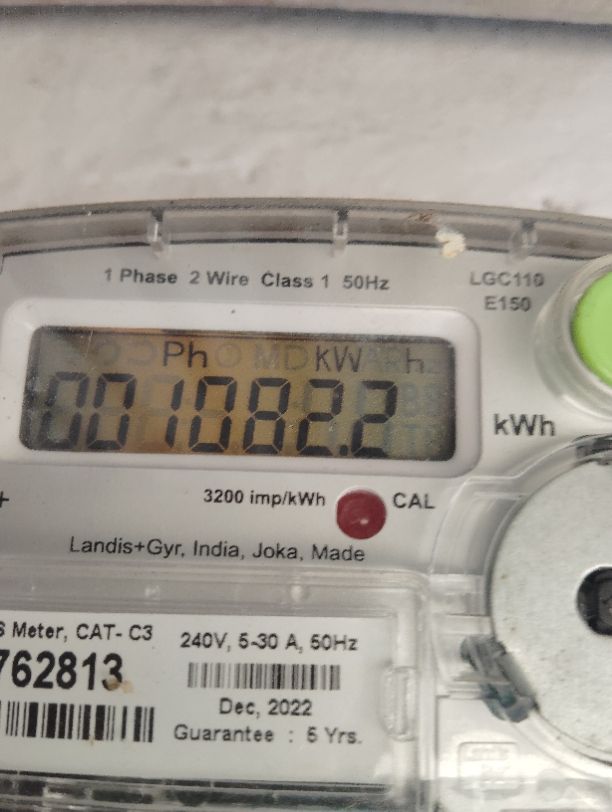 1 Phase 2 Wire Class 1 50Hz
LGC110
E150
Ph kWh
001082.2
kWh
3200 imp/kWh
CAL
Landis+Gyr, India, Joka, Made
S Meter, CAT- C3
762813
240V, 5-30 A, 50Hz
Dec, 2022
Guarantee : 5 Yrs.